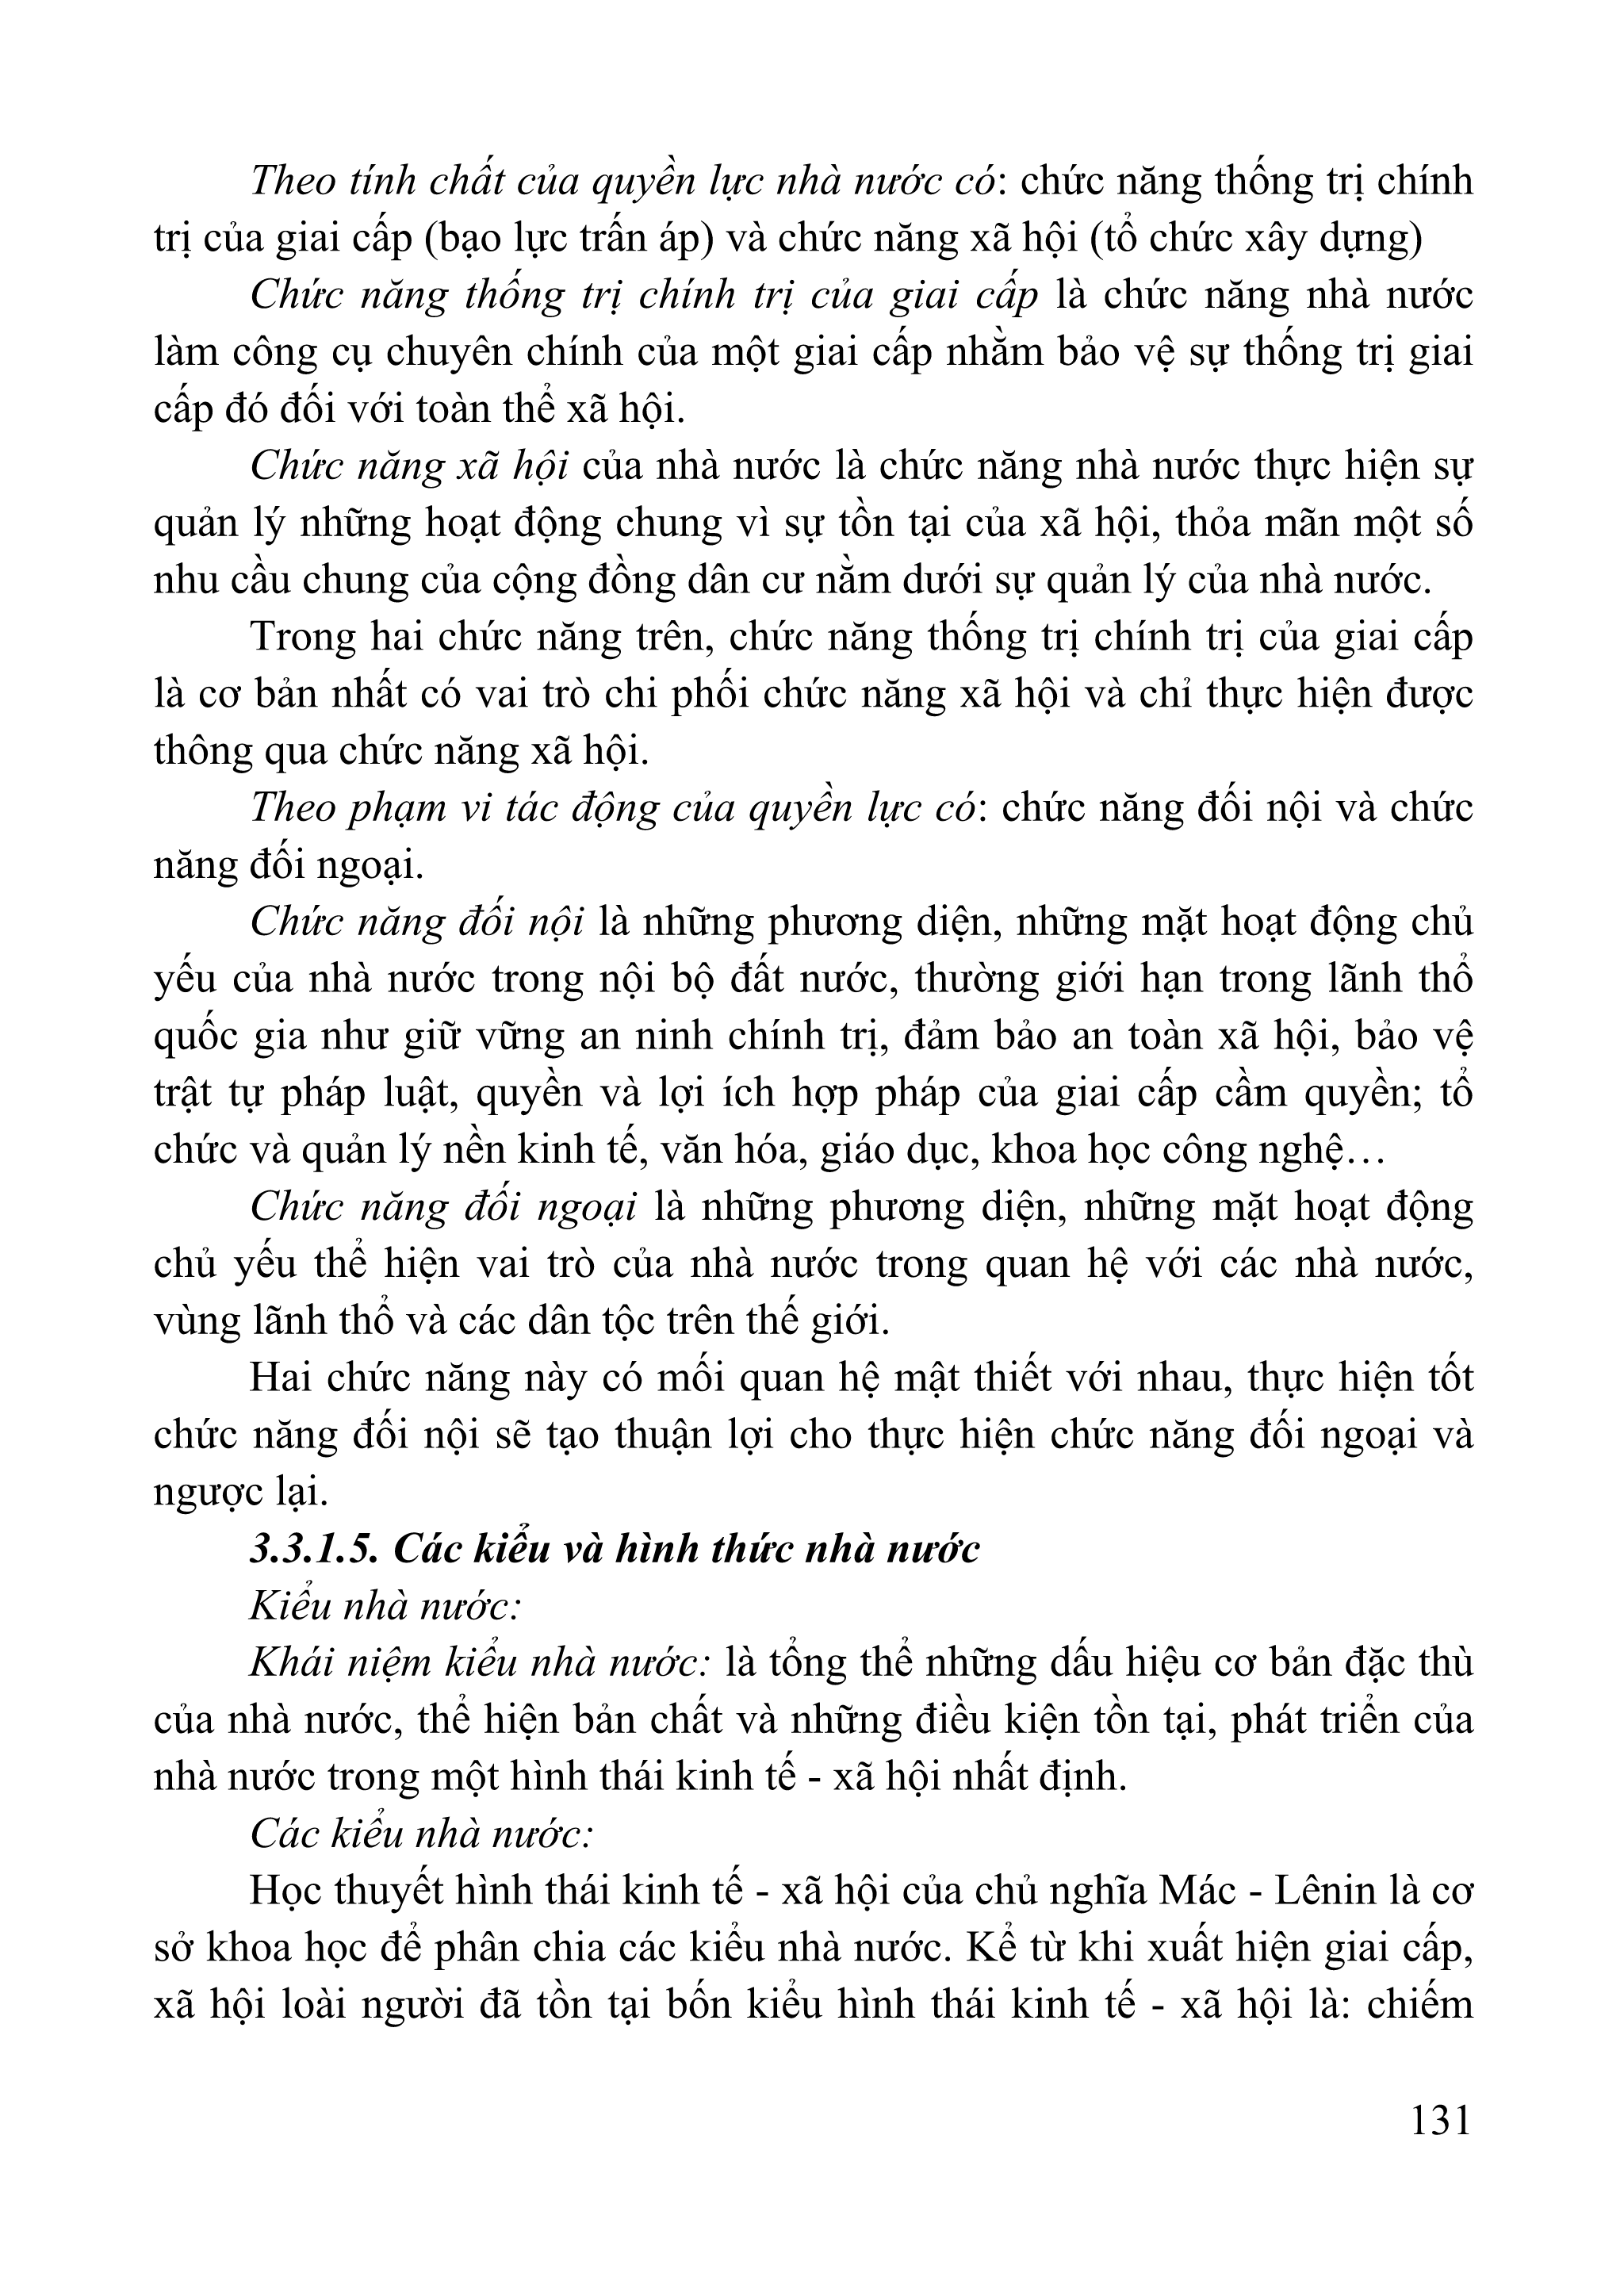 Theo tính chất của quyền lực nhà nước có: chức năng thống trị chính
trị của giai cấp (bạo lực trấn áp) và chức năng xã hội (tổ chức xây dựng)
Chức năng thống trị chính trị của giai cấp là chức năng nhà nước
làm công cụ chuyên chính của một giai cấp nhằm bảo vệ sự thống trị giai
cấp đó đối với toàn thể xã hội.
Chức năng xã hội của nhà nước là chức năng nhà nước thực hiện sự
quản lý những hoạt động chung vì sự tồn tại của xã hội, thỏa mãn một số
nhu cầu chung của cộng đồng dân cư nằm dưới sự quản lý của nhà nước.
Trong hai chức năng trên, chức năng thống trị chính trị của giai cấp
là cơ bản nhất có vai trò chi phối chức năng xã hội và chỉ thực hiện được
thông qua chức năng xã hội.
Theo phạm vi tác động của quyền lực có: chức năng đối nội và chức
năng đối ngoại.
Chức năng đối nội là những phương diện, những mặt hoạt động chủ
yếu của nhà nước trong nội bộ đất nước, thường giới hạn trong lãnh thổ
quốc gia như giữ vững an ninh chính trị, đảm bảo an toàn xã hội, bảo vệ
trật tự pháp luật, quyền và lợi ích hợp pháp của giai cấp cầm quyền; tổ
chức và quản lý nền kinh tế, văn hóa, giáo dục, khoa học công nghệ…
Chức năng đối ngoại là những phương diện, những mặt hoạt động
chủ yếu thể hiện vai trò của nhà nước trong quan hệ với các nhà nước,
vùng lãnh thổ và các dân tộc trên thế giới.
Hai chức năng này có mối quan hệ mật thiết với nhau, thực hiện tốt
chức năng đối nội sẽ tạo thuận lợi cho thực hiện chức năng đối ngoại và
ngược lại.
3.3.1.5. Các kiểu và hình thức nhà nước
Kiểu nhà nước:
Khái niệm kiểu nhà nước: là tổng thể những dấu hiệu cơ bản đặc thù
của nhà nước, thể hiện bản chất và những điều kiện tồn tại, phát triển của
nhà nước trong một hình thái kinh tế - xã hội nhất định.
Các kiểu nhà nước:
Học thuyết hình thái kinh tế - xã hội của chủ nghĩa Mác - Lênin là cơ
sở khoa học để phân chia các kiểu nhà nước. Kể từ khi xuất hiện giai cấp,
xã hội loài người đã tồn tại bốn kiểu hình thái kinh tế - xã hội là: chiếm
131